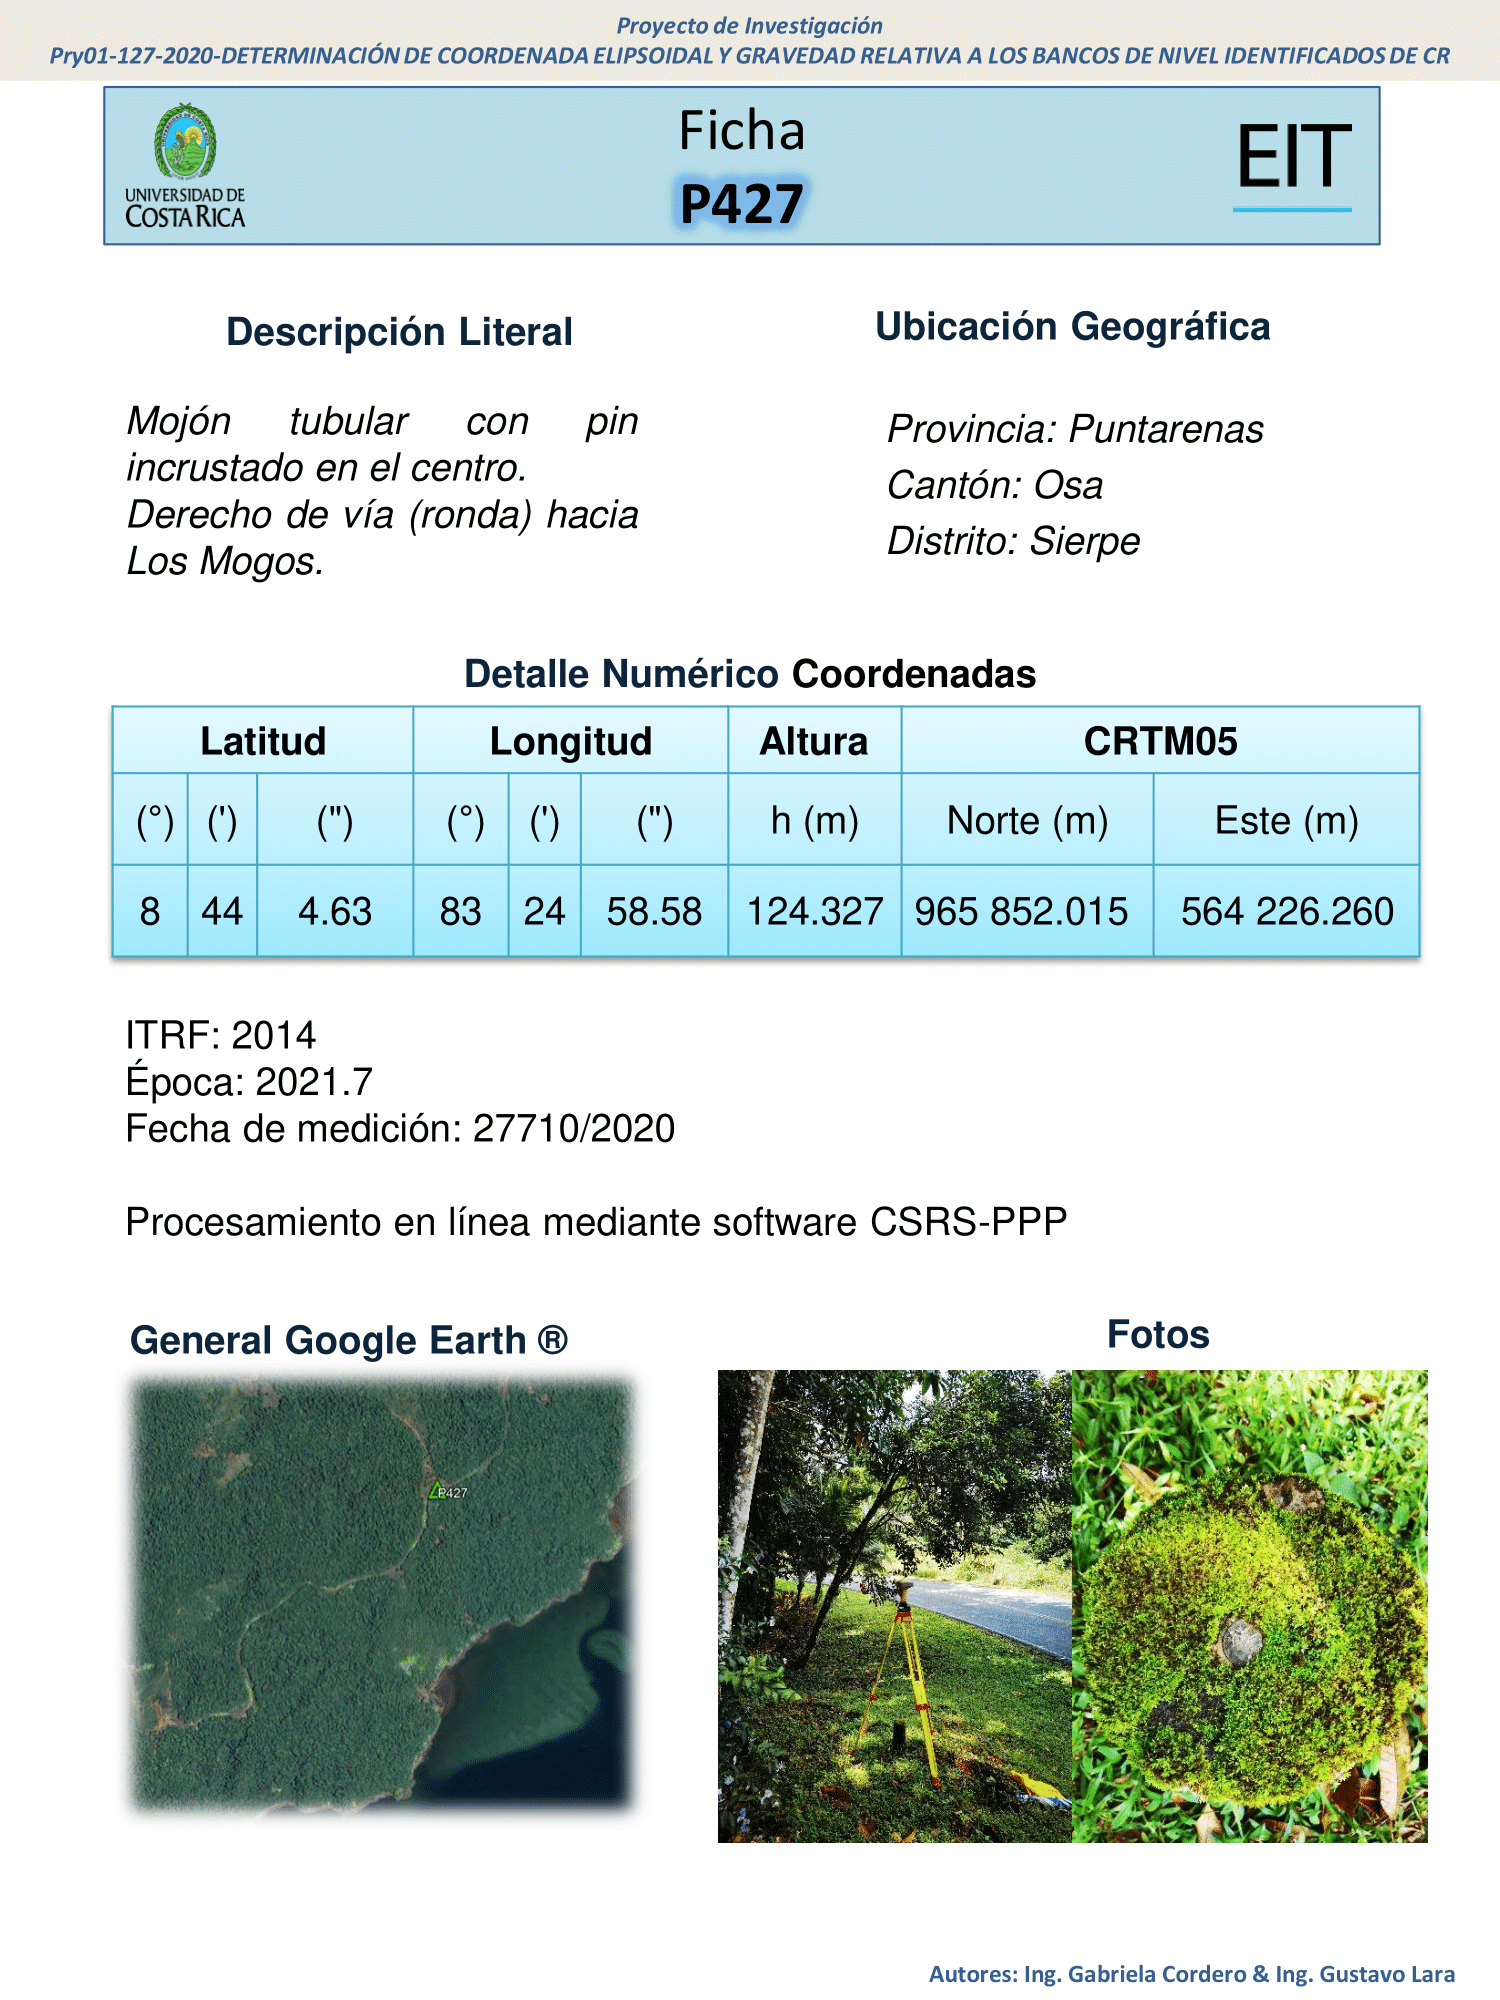 Proyecto de Investigación
Pry01-127-2020-DETERMINACIÓN DE COORDENADA ELIPSOIDAL Y GRAVEDAD RELATIVA A LOS BANCOS DE NIVEL IDENTIFICADOS DE CR
UNIVERSIDAD DE
COSTA RICA
Ficha
P427
EIT
Descripción Literal
Mojón tubular con pin
incrustado en el centro.
Derecho de vía (ronda) hacia
Los Mogos.
Ubicación Geográfica
Provincia: Puntarenas
Cantón: Osa
Distrito: Sierpe
Detalle Numérico Coordenadas
Latitud Longitud Altura CRTM05
(°) (') (") (°) (') (") h (m) Norte (m) Este (m)
8 44 4.63 83 24 58.58 124.327 965 852.015 564 226.260
ITRF: 2014
Época: 2021.7
Fecha de medición: 27710/2020
Procesamiento en línea mediante software CSRS-PPP
General Google Earth ®
P427
Fotos
Autores: Ing. Gabriela Cordero & Ing. Gustavo Lara